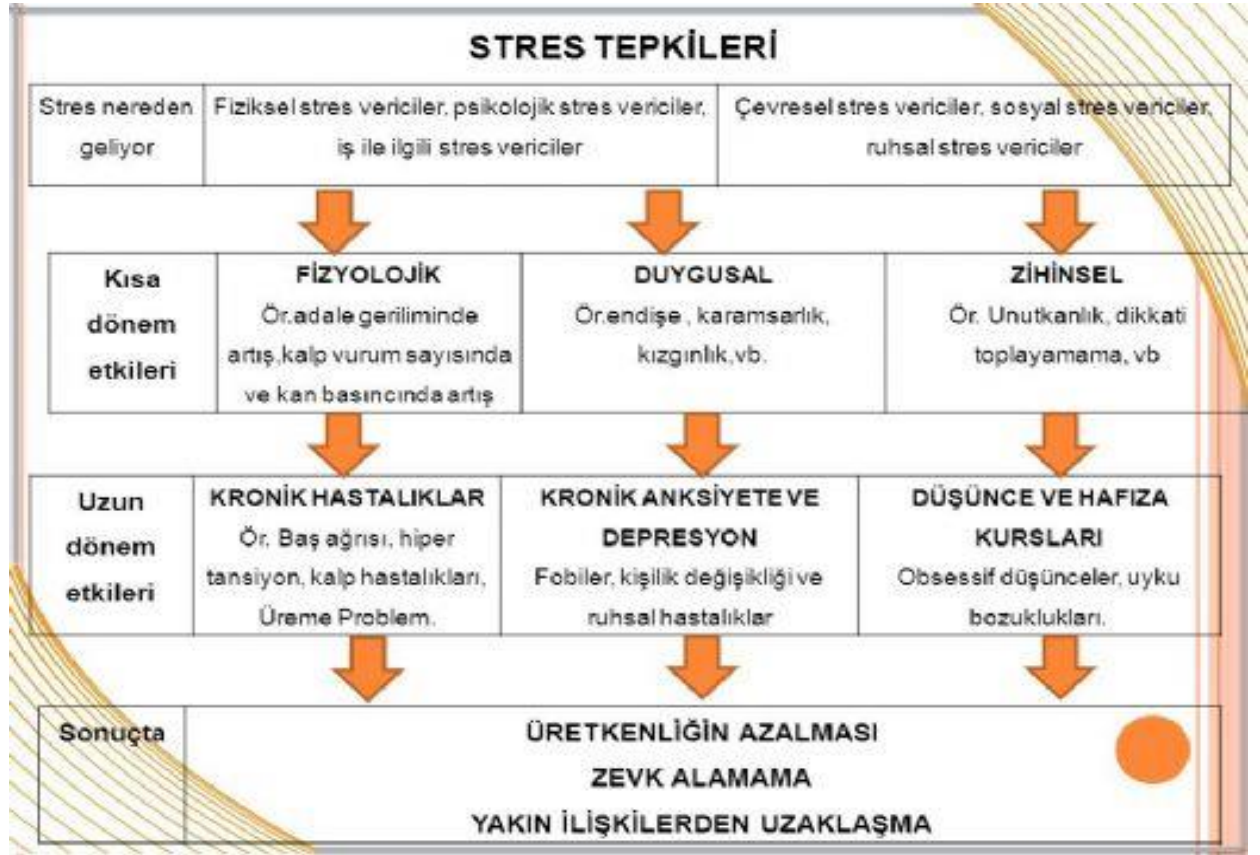 STRES TEPKİLERİ
Stres nereden
geliyor
Fiziksel stres vericiler, psikolojik stres vericiler,
iş ile ilgili stres vericiler
Çevresel stres vericiler, sosyal stres vericiler,
ruhsal stres vericiler
Kısa
dönem
etkileri
FİZYOLOJİK
Ör.adale geriliminde
artış,kalp vurum sayısında
ve kan basıncında artış
DUYGUSAL
Ör.endişe , karamsarlık,
kızgınlık,vb.
ZİHİNSEL
Ör. Unutkanlık, dikkati
toplayamama, vb
Uzun
dönem
etkileri
KRONİK HASTALIKLAR
Ör. Baş ağrısı, hiper
tansiyon, kalp hastalıkları,
Üreme Problem.
KRONİK ANKSİYETE VE
DEPRESYON
Fobiler, kişilik değişikliği ve
ruhsal hastalıklar
DÜŞÜNCE VE HAFIZA
KURSLARI
Obsessif düşünceler, uyku
bozuklukları.
Sonuçta
ÜRETKENLİĞİN AZALMASI
ZEVK ALAMAMA
YAKIN İLİŞKİLERDEN UZAKLAŞMA